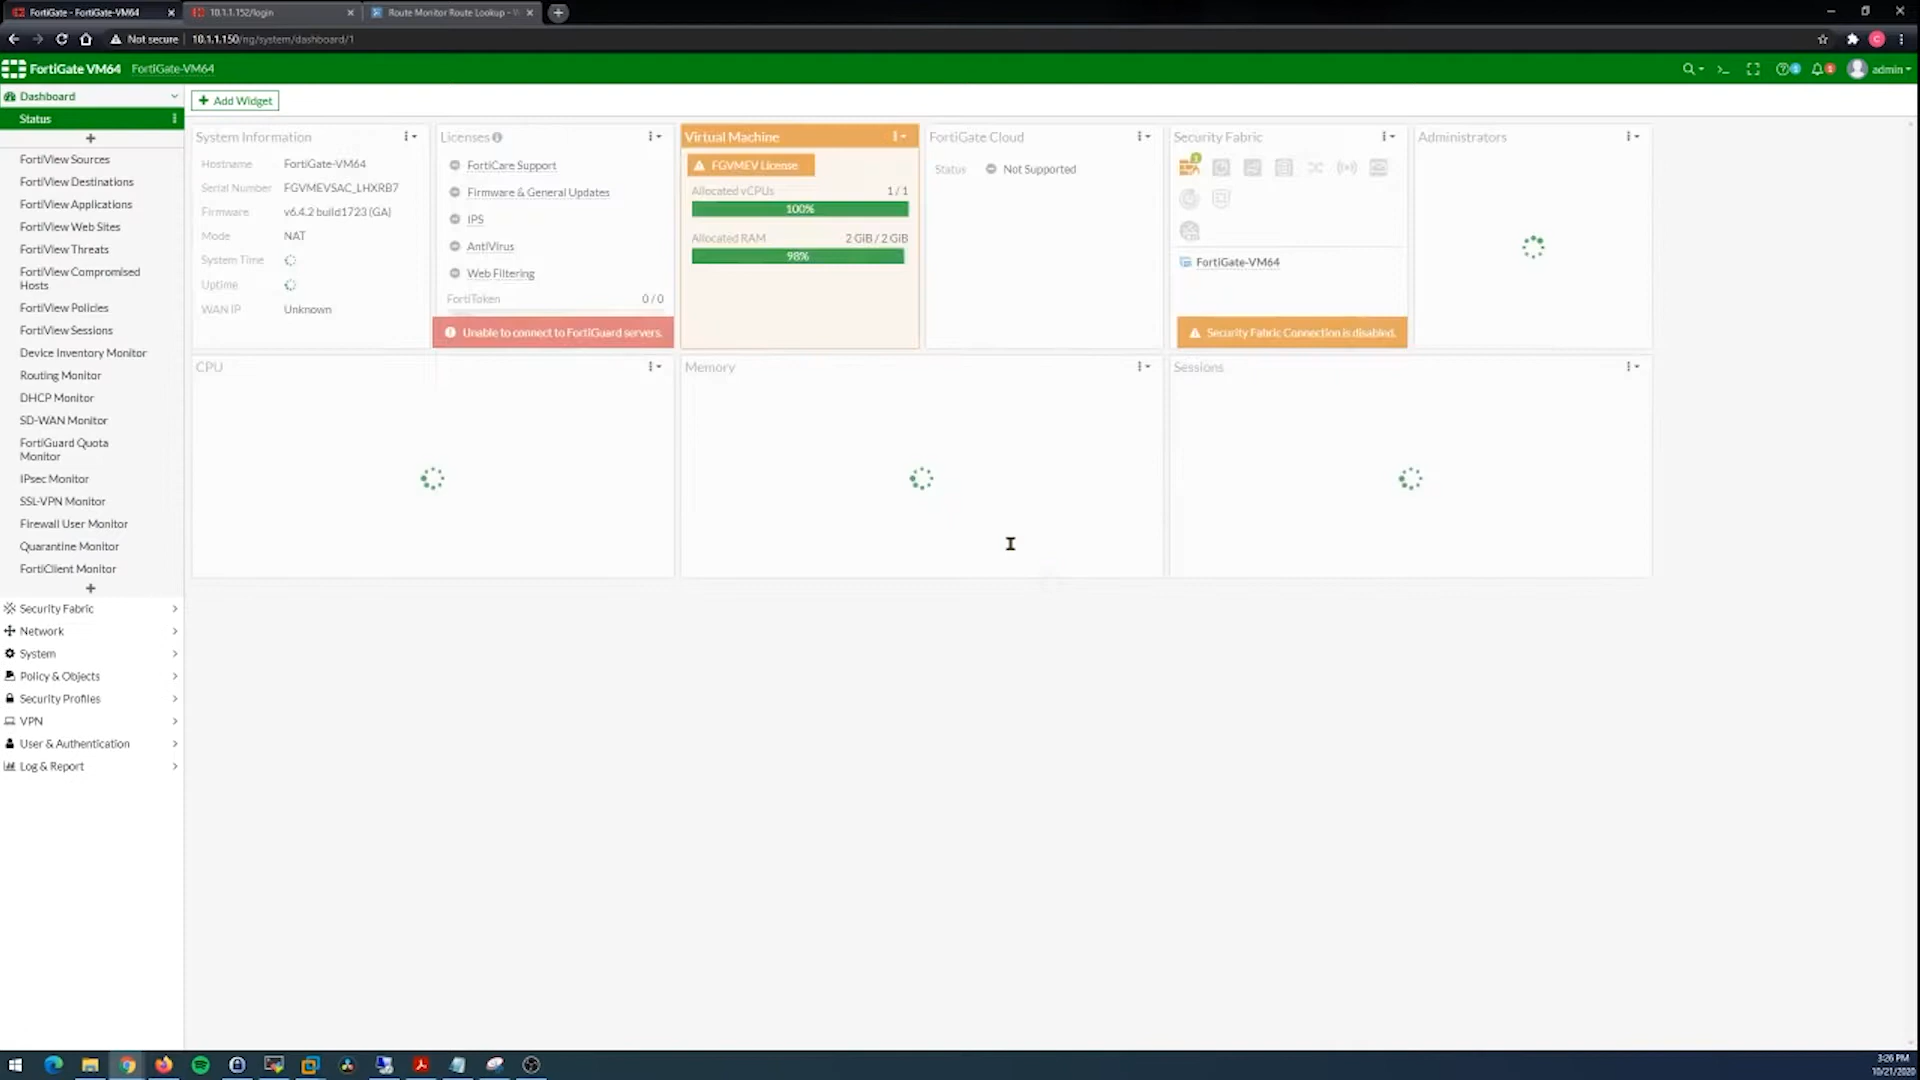 FortiGate - FortiGate-VM64
10.1.1.152/login
Route Monitor Route Lookup -
Not secure
10.1.1.150/ng/system/dashboard/1
FortiGate VM64
FortiGate-VM64
admin
Dashboard
Status
FortiView Sources
FortiView Destinations
FortiView Applications
FortiView Web Sites
FortiView Threats
FortiView Compromised
Hosts
FortiView Policies
FortiView Sessions
Device Inventory Monitor
Routing Monitor
DHCP Monitor
SD-WAN Monitor
FortiGuard Quota
Monitor
IPsec Monitor
SSL-VPN Monitor
Firewall User Monitor
Quarantine Monitor
FortiClient Monitor
Security Fabric
Network
System
Policy & Objects
Security Profiles
VPN
User & Authentication
Log & Report
+ Add Widget
System Information
Hostname FortiGate-VM64
Serial Number FGVMEVSAC_LHXRB7
Firmware v6.4.2 build1723 (GA)
Mode NAT
System Time
Uptime
WAN IP Unknown
Licenses
FortiCare Support
Firmware & General Updates
IPS
AntiVirus
Web Filtering
FortiToken 0/0
Unable to connect to FortiGuard servers.
Virtual Machine
FGVMEV License
Allocated vCPUs 1/1
100%
Allocated RAM 2 GiB/2 GiB
98%
FortiGate Cloud
Status Not Supported
Security Fabric
FortiGate-VM64
Security Fabric Connection is disabled.
Administrators
CPU
Memory
Sessions
3:26 PM
10/21/2020